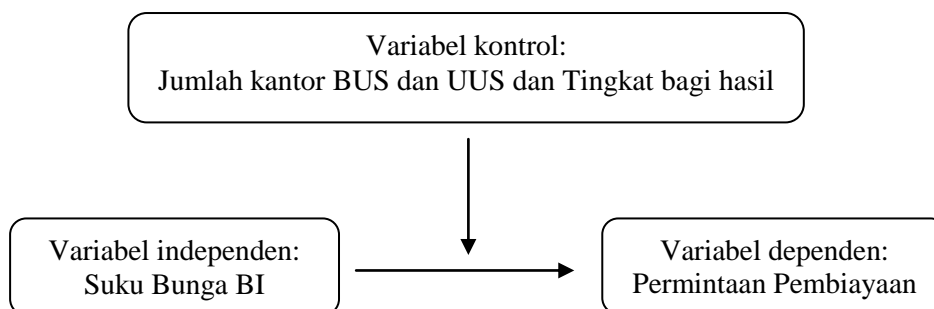 Variabel kontrol:
Jumlah kantor BUS dan UUS dan Tingkat bagi hasil
Variabel independen:
Suku Bunga BI
Variabel dependen:
Permintaan Pembiayaan